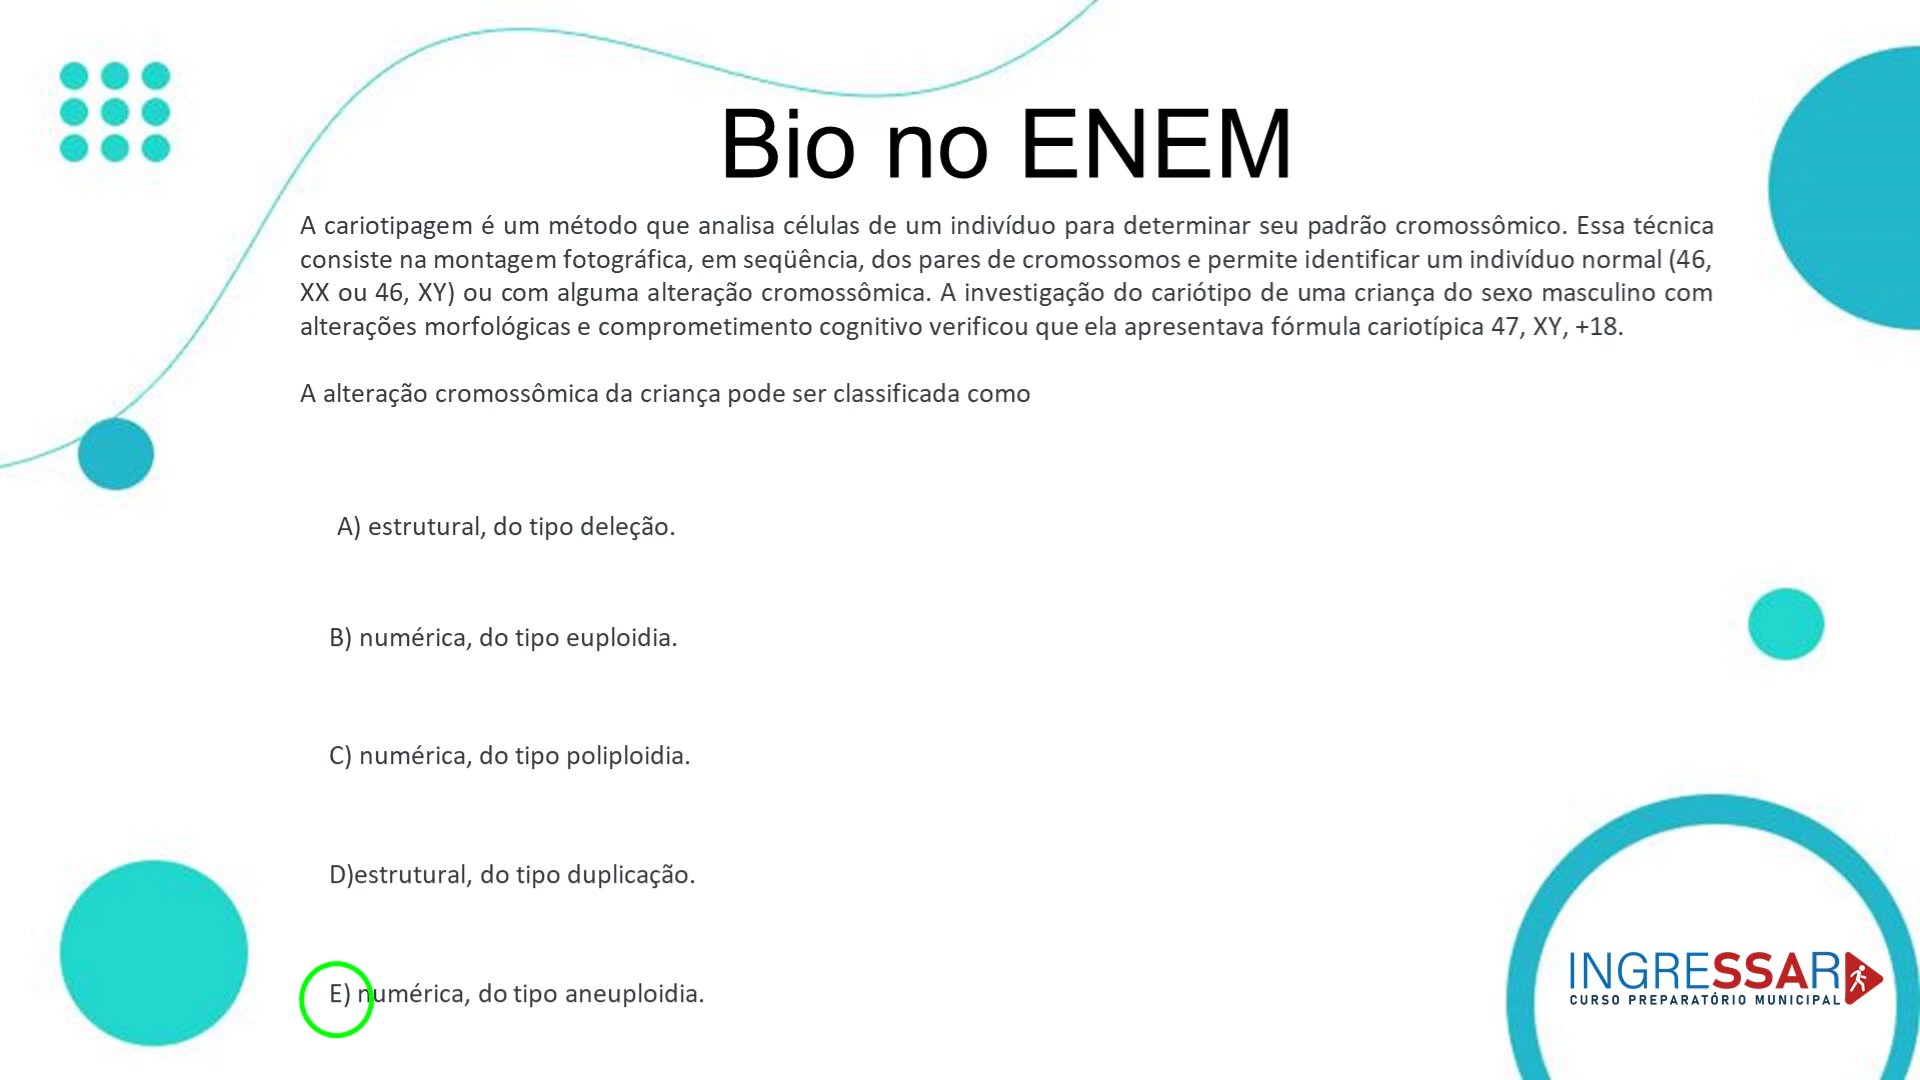 Bio no ENEM
A cariotipagem é um método que analisa células de um indivíduo para determinar seu padrão cromossômico. Essa técnica
consiste na montagem fotográfica, em seqüência, dos pares de cromossomos e permite identificar um indivíduo normal (46,
XX ou 46, XY) ou com alguma alteração cromossômica. A investigação do cariótipo de uma criança do sexo masculino com
alterações morfológicas e comprometimento cognitivo verificou que ela apresentava fórmula cariotípica 47, XY, +18.
A alteração cromossômica da criança pode ser classificada como
A) estrutural, do tipo deleção.
B) numérica, do tipo euploidia.
C) numérica, do tipo poliploidia.
D)estrutural, do tipo duplicação.
E) numérica, do tipo aneuploidia.
INGRESSAR
CURSO PREPARATÓRIO MUNICIPAL